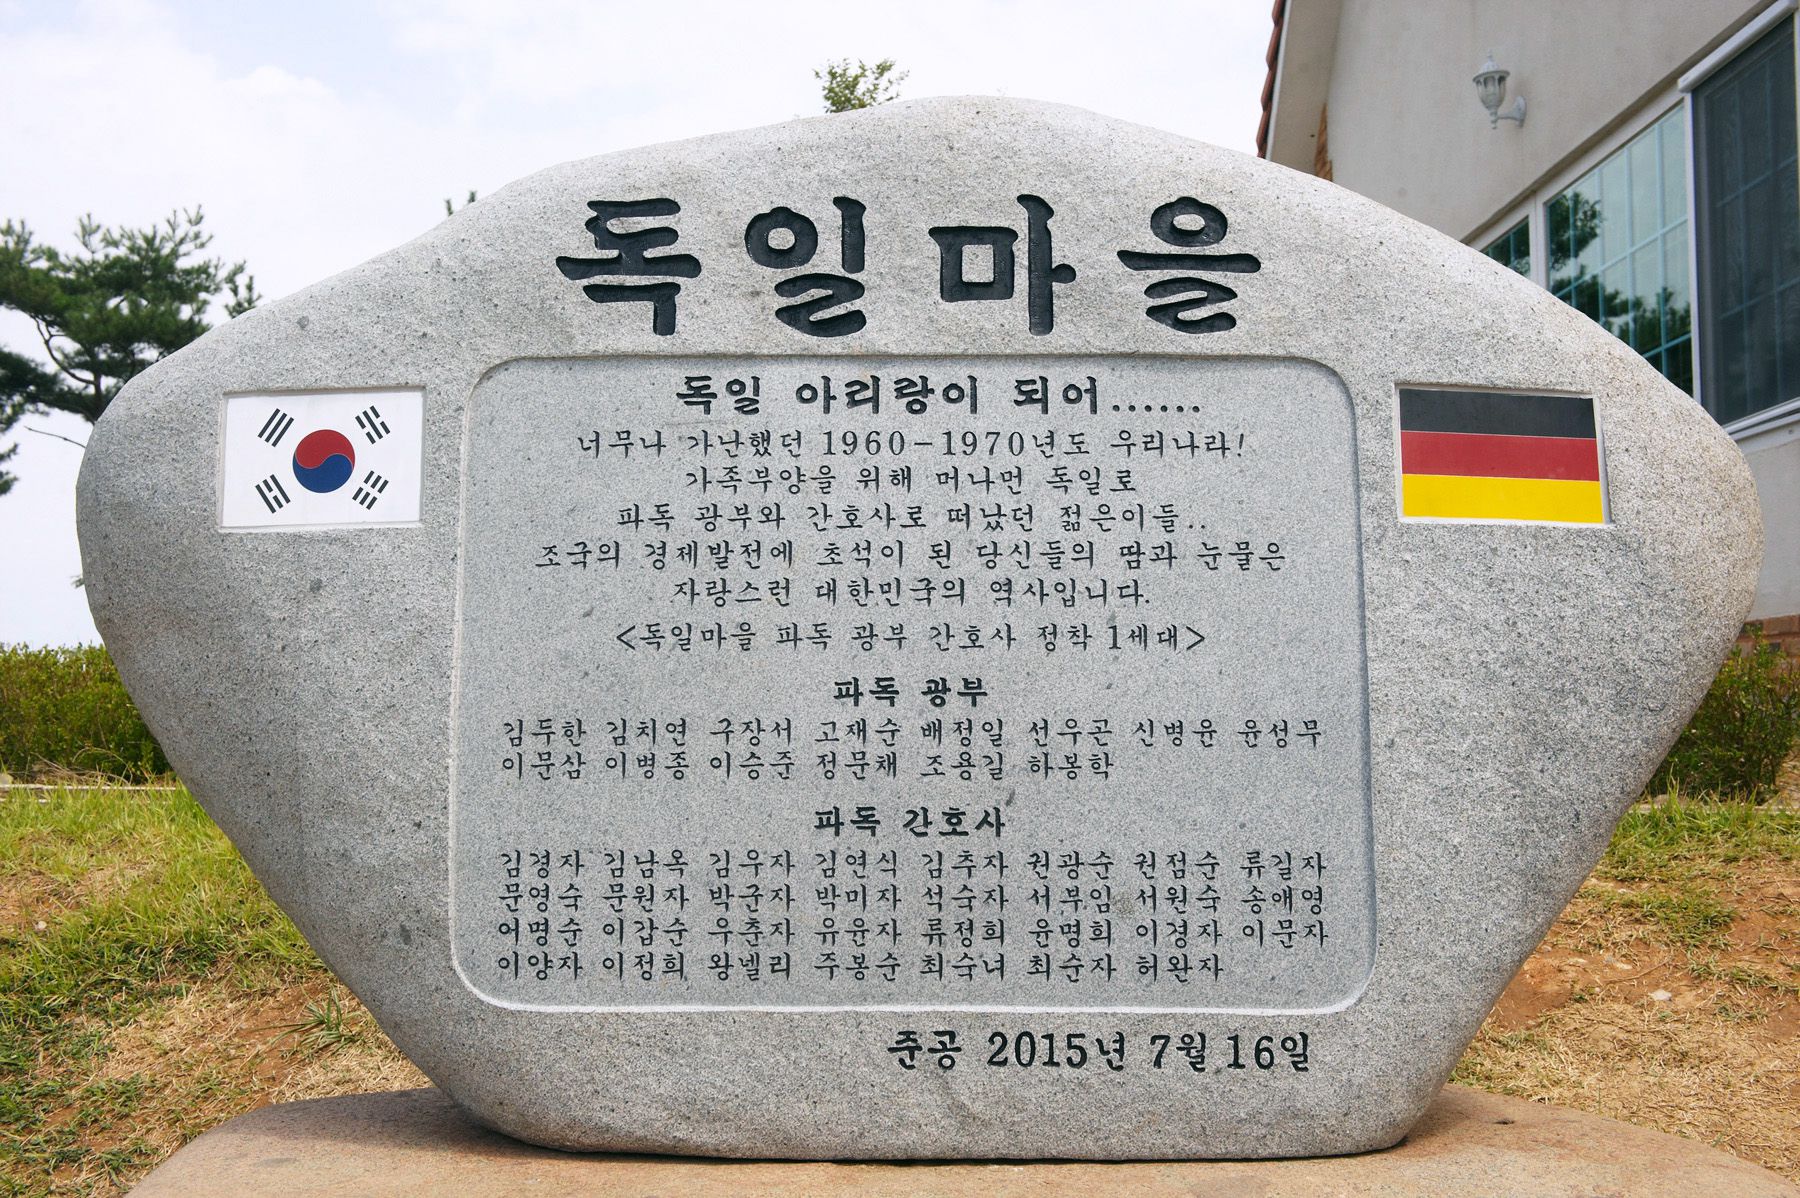 독일마을
독일 아리랑이 되어......
너무나 가난했던 1960-1970년도 우리나라!
가족부양을 위해 머나먼 독일로
파독 광부와 간호사로 떠났던 젊은이들..
조국의 경제발전에 초석이 된 당신들의 땀과 눈물은
자랑스런 대한민국의 역사입니다.
<독일마을 파독 광부 간호사 정착 1세대>
파독 광부
김두한 김치연 구장서 고재순 배정일 선우곤 신병윤 윤성무
이문삼 이병종 이승준 정문채 조용길 하봉학
파독 간호사
김경자 김남옥 김우자 김연식 김추자 권광순 권점순 류길자
문영숙 문원자 박군자 박미자 석숙자 서부임 서원숙 송애영
어명순 이갑순 우춘자 유윤자 류정희 윤명희 이경자 이문자
이양자 이정희 왕넬리 주봉순 최숙녀 최순자 허완자
준공 2015년 7월 16일